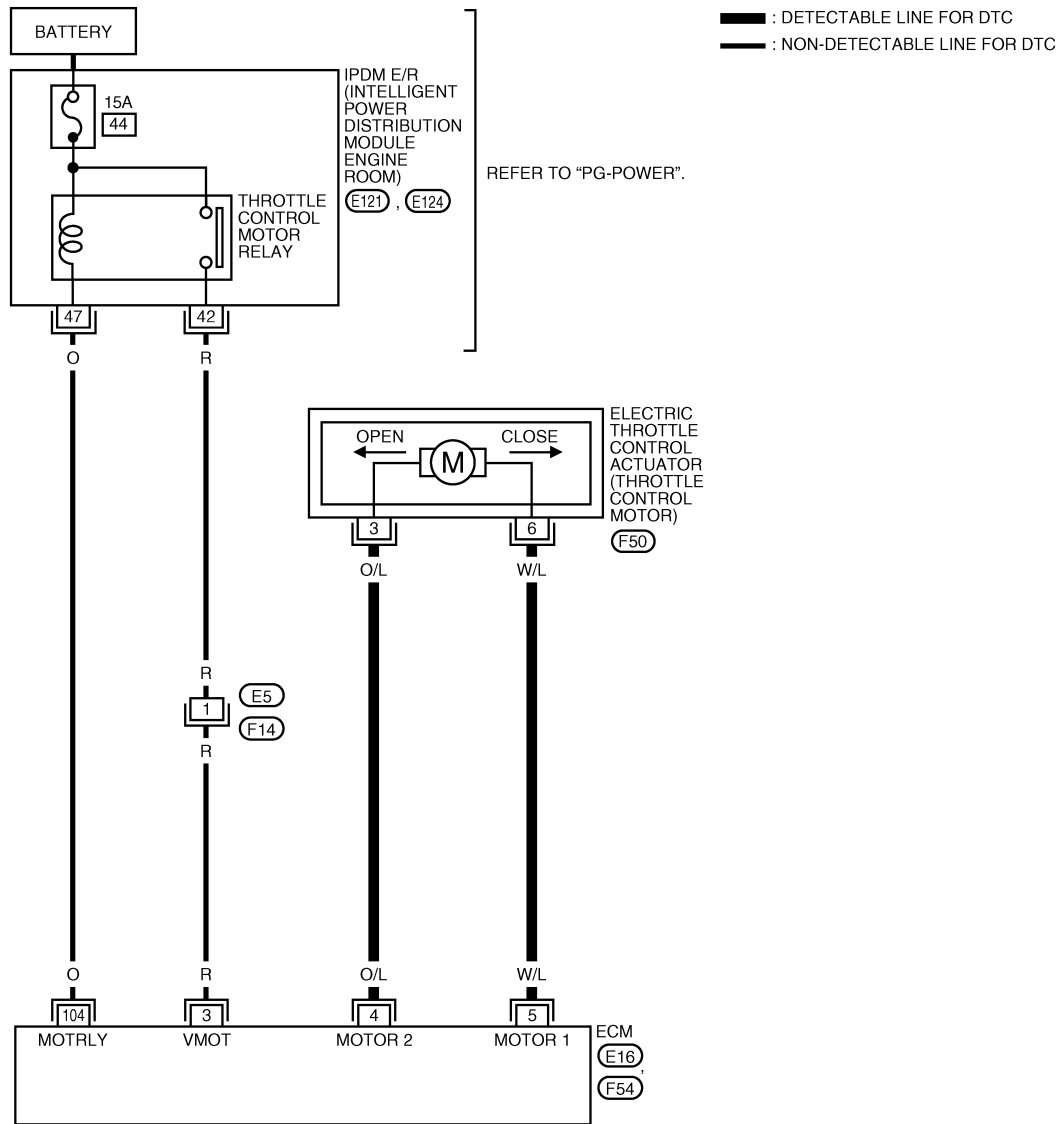 BATTERY
: DETECTABLE LINE FOR DTC
: NON-DETECTABLE LINE FOR DTC
15A
44
IPDM E/R
(INTELLIGENT
POWER
DISTRIBUTION
MODULE
ENGINE
ROOM)
E121 , E124
REFER TO “PG-POWER”.
THROTTLE
CONTROL
MOTOR
RELAY
47 42
O R
OPEN CLOSE
M
ELECTRIC
THROTTLE
CONTROL
ACTUATOR
(THROTTLE
CONTROL
MOTOR)
F50
3 6
O/L W/L
R
1
E5
F14
R
O R O/L W/L
104 3 4 5
MOTRLY VMOT MOTOR 2 MOTOR 1
ECM
E16 ,
F54